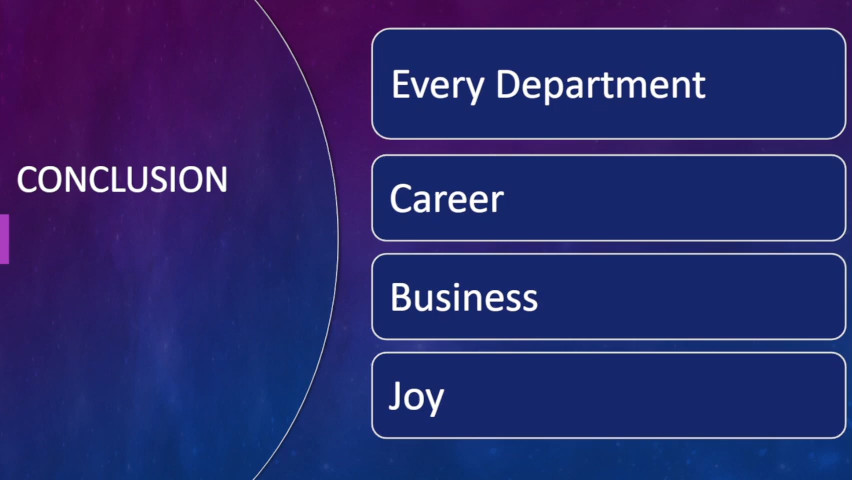 CONCLUSION
Every Department
Career
Business
Joy